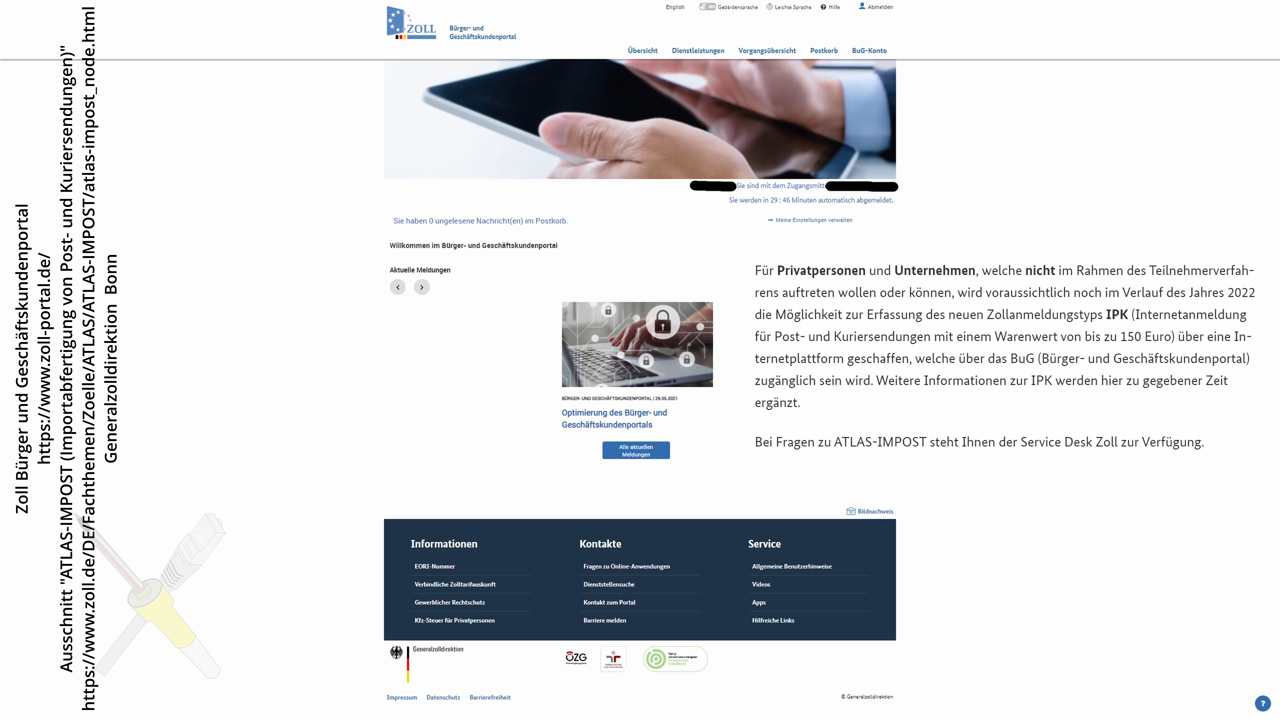 Zoll Bürger und Geschäftskundenportal
https://www.zoll-portal.de/
Ausschnitt "ATLAS-IMPOST (Importabfertigung von Post- und Kuriersendungen)"
https://www.zoll.de/DE/Fachthemen/Zoelle/ATLAS/ATLAS-IMPOST/atlas-impost_node.html
Generalzolldirektion Bonn
English
Gebärdensprache
Leichte Sprache
Hilfe
Abmelden
ZOLL
Bürger- und
Geschäftskundenportal
Übersicht
Dienstleistungen
Vorgangsübersicht
Postkorb
BuG-Konto
Sie sind mit dem Zugangsmitt
Sie werden in 29 : 46 Minuten automatisch abgemeldet.
Sie haben 0 ungelesene Nachricht(en) im Postkorb.
Meine Einstellungen verwalten
Willkommen im Bürger- und Geschäftskundenportal
Aktuelle Meldungen
BÜRGER- UND GESCHÄFTSKUNDENPORTAL | 29.05.2021
Optimierung des Bürger- und
Geschäftskundenportals
Alle aktuellen
Meldungen
Für Privatpersonen und Unternehmen, welche nicht im Rahmen des Teilnehmerverfah-
rens auftreten wollen oder können, wird voraussichtlich noch im Verlauf des Jahres 2022
die Möglichkeit zur Erfassung des neuen Zollanmeldungstyps IPK (Internetanmeldung
für Post- und Kuriersendungen mit einem Warenwert von bis zu 150 Euro) über eine In-
ternetplattform geschaffen, welche über das BuG (Bürger- und Geschäftskundenportal)
zugänglich sein wird. Weitere Informationen zur IPK werden hier zu gegebener Zeit
ergänzt.
Bei Fragen zu ATLAS-IMPOST steht Ihnen der Service Desk Zoll zur Verfügung.
Bildnachweis
Informationen
EORI-Nummer
Verbindliche Zolltarifauskunft
Gewerblicher Rechtschutz
Kfz-Steuer für Privatpersonen
Kontakte
Fragen zu Online-Anwendungen
Dienststellensuche
Kontakt zum Portal
Barriere melden
Service
Allgemeine Benutzerhinweise
Videos
Apps
Hilfreiche Links
Generalzolldirektion
OZG
Impressum
Datenschutz
Barrierefreiheit
© Generalzolldirektion
?